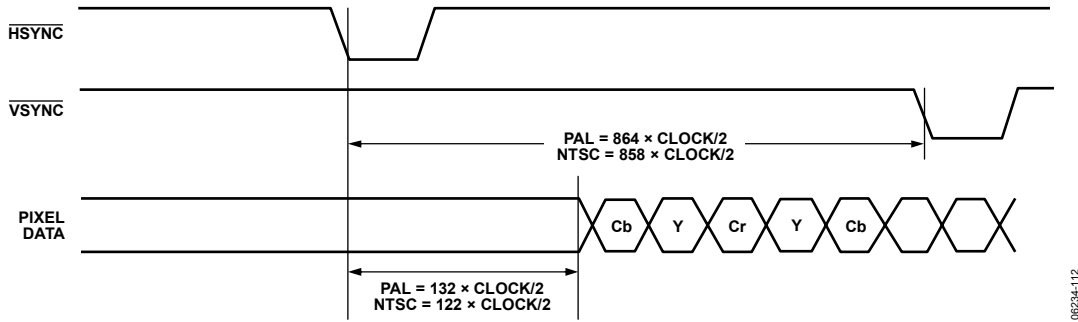 HSYNC
VSYNC
PAL = 864 × CLOCK/2
NTSC = 858 × CLOCK/2
PIXEL
DATA
Cb Y Cr Y Cb
PAL = 132 × CLOCK/2
NTSC = 122 × CLOCK/2
06234-112